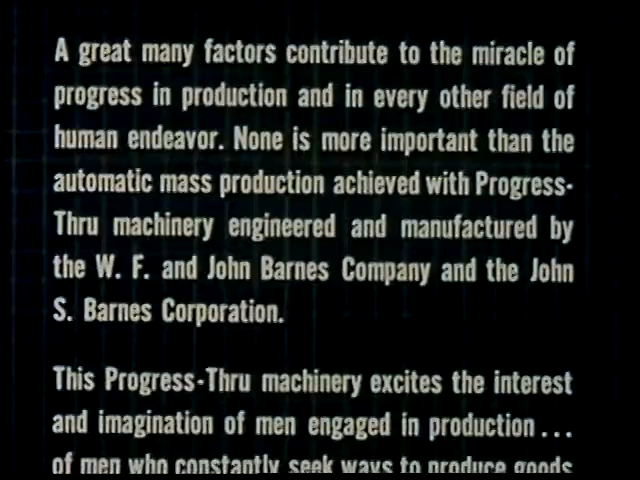 A great many factors contribute to the miracle of
progress in production and in every other field of
human endeavor. None is more important than the
automatic mass production achieved with Progress-
Thru machinery engineered and manufactured by
the W. F. and John Barnes Company and the John
S. Barnes Corporation.
This Progress-Thru machinery excites the interest
and imagination of men engaged in production...
of men who constantly seek ways to produce goods